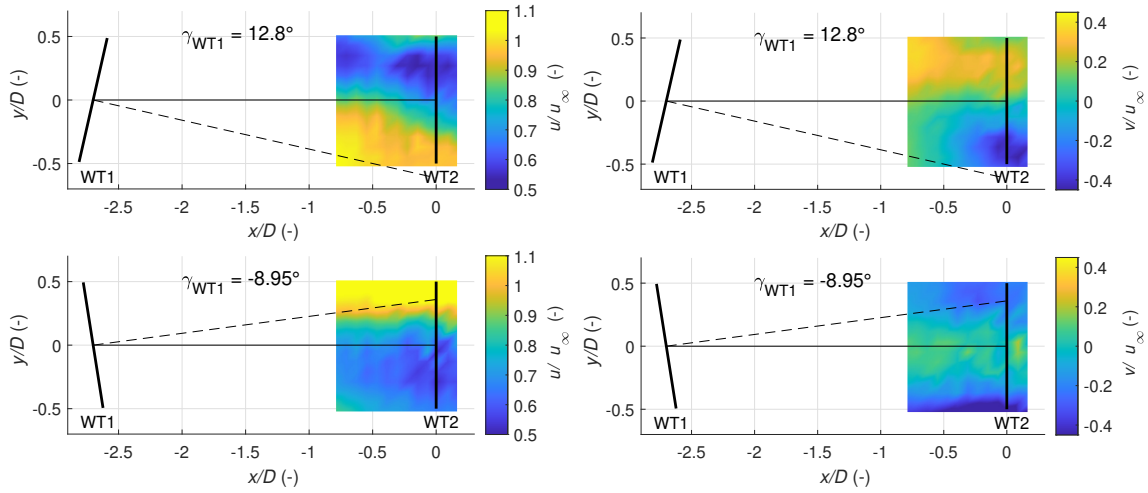 γWT1 = 12.8°
0.5
0
-0.5
y/D (-)
WT1
WT2
-2.5 -2 -1.5 -1 -0.5 0
x/D (-)
1.1
1.0
0.9
0.8
0.7
0.6
0.5
u/ u∞ (-)
γWT1 = 12.8°
0.5
0
-0.5
y/D (-)
WT1
WT2
-2.5 -2 -1.5 -1 -0.5 0
x/D (-)
0.4
0.2
0
-0.2
-0.4
v/ u∞ (-)
γWT1 = -8.95°
0.5
0
-0.5
y/D (-)
WT1
WT2
-2.5 -2 -1.5 -1 -0.5 0
x/D (-)
1.1
1.0
0.9
0.8
0.7
0.6
0.5
u/ u∞ (-)
γWT1 = -8.95°
0.5
0
-0.5
y/D (-)
WT1
WT2
-2.5 -2 -1.5 -1 -0.5 0
x/D (-)
0.4
0.2
0
-0.2
-0.4
v/ u∞ (-)